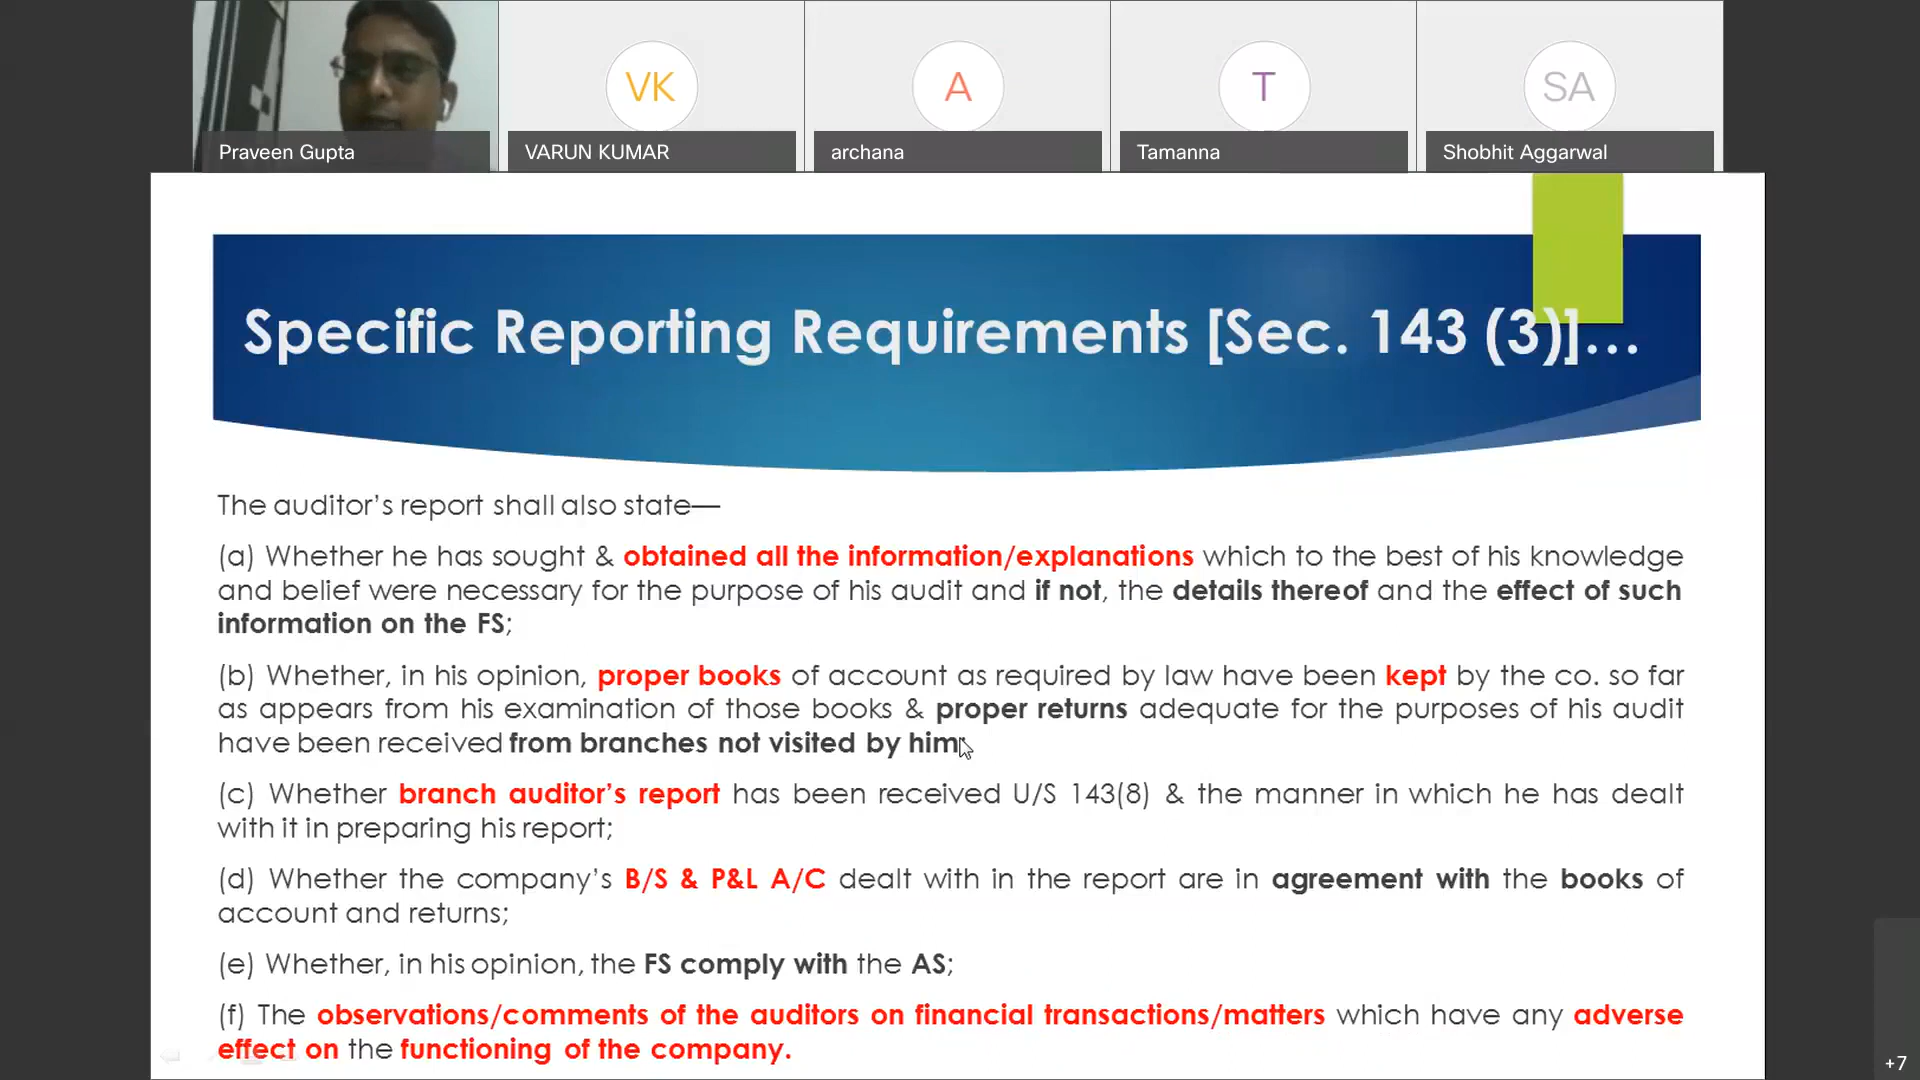 VK
A
T
SA
Praveen Gupta
VARUN KUMAR
archana
Tamanna
Shobhit Aggarwal
Specific Reporting Requirements [Sec. 143 (3)]...
The auditor’s report shall also state—
(a) Whether he has sought & obtained all the information/explanations which to the best of his knowledge
and belief were necessary for the purpose of his audit and if not, the details thereof and the effect of such
information on the FS;
(b) Whether, in his opinion, proper books of account as required by law have been kept by the co. so far
as appears from his examination of those books & proper returns adequate for the purposes of his audit
have been received from branches not visited by him;
(c) Whether branch auditor’s report has been received U/S 143(8) & the manner in which he has dealt
with it in preparing his report;
(d) Whether the company’s B/S & P&L A/C dealt with in the report are in agreement with the books of
account and returns;
(e) Whether, in his opinion, the FS comply with the AS;
(f) The observations/comments of the auditors on financial transactions/matters which have any adverse
effect on the functioning of the company.
+7